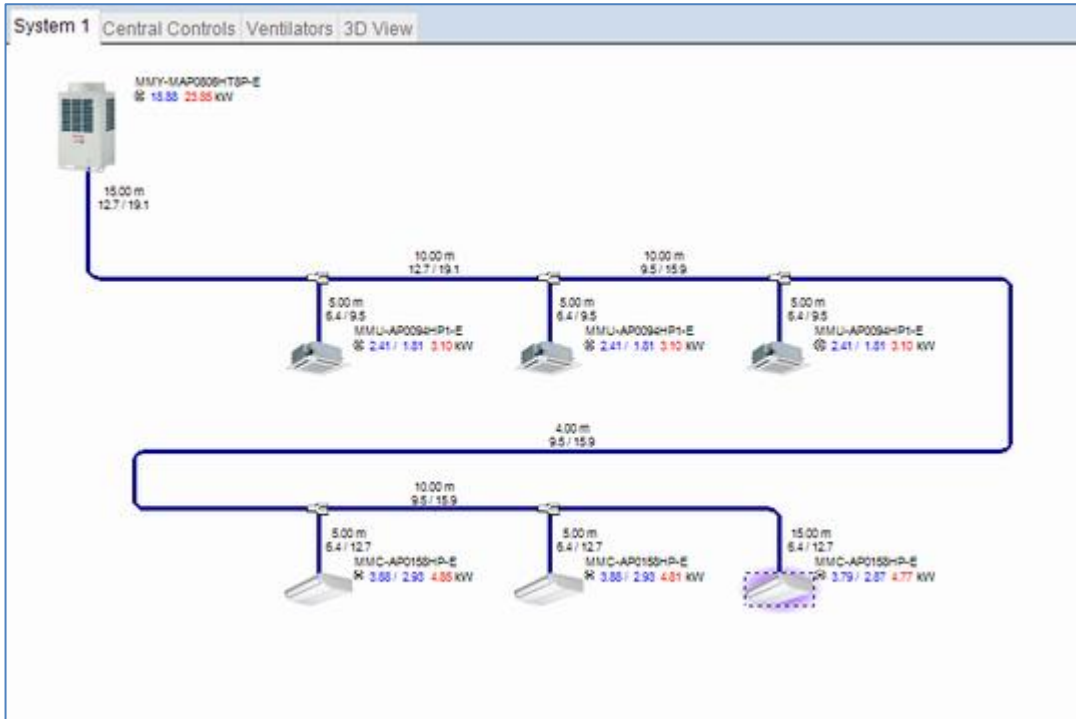 System 1 Central Controls Ventilators 3D View
MMY-MAP0806HT8P-E
18.88 23.86 kW
15.00 m
12.7 / 19.1
10.00 m
12.7 / 19.1
10.00 m
9.5 / 15.9
5.00 m
6.4 / 9.5
MMU-AP0094HP1-E
2.41 / 1.81 3.10 kW
5.00 m
6.4 / 9.5
MMU-AP0094HP1-E
2.41 / 1.81 3.10 kW
5.00 m
6.4 / 9.5
MMU-AP0094HP1-E
2.41 / 1.81 3.10 kW
4.00 m
9.5 / 15.9
10.00 m
9.5 / 15.9
5.00 m
6.4 / 12.7
MMC-AP0158HP-E
3.88 / 2.93 4.85 kW
5.00 m
6.4 / 12.7
MMC-AP0158HP-E
3.88 / 2.93 4.81 kW
15.00 m
6.4 / 12.7
MMC-AP0158HP-E
3.79 / 2.87 4.77 kW